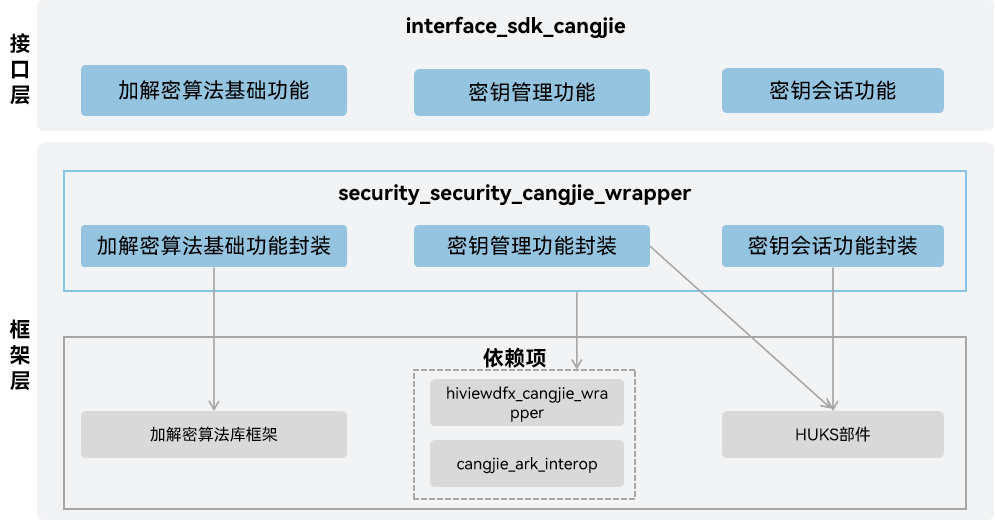 接口层
interface_sdk_cangjie
加解密算法基础功能
密钥管理功能
密钥会话功能
框架层
security_security_cangjie_wrapper
加解密算法基础功能封装
密钥管理功能封装
密钥会话功能封装
依赖项
hiviewdfx_cangjie_wra
pper
加解密算法库框架
cangjie_ark_interop
HUKS部件